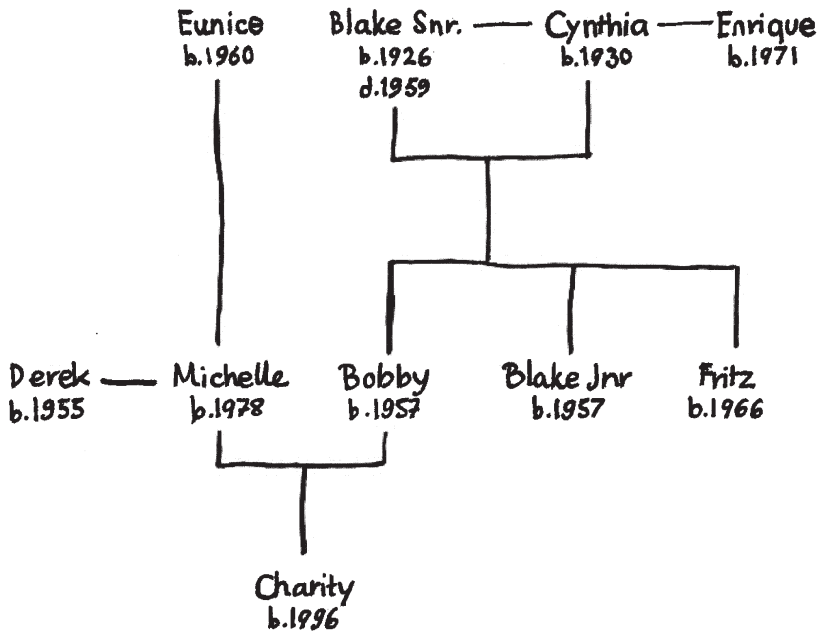 Eunice
b.1960
Blake Snr.
b.1926
d.1959
Cynthia
b.1930
Enrique
b.1971
Derek
b.1955
Michelle
b.1978
Bobby
b.1957
Blake Jnr
b.1957
Fritz
b.1966
Charity
b.1996